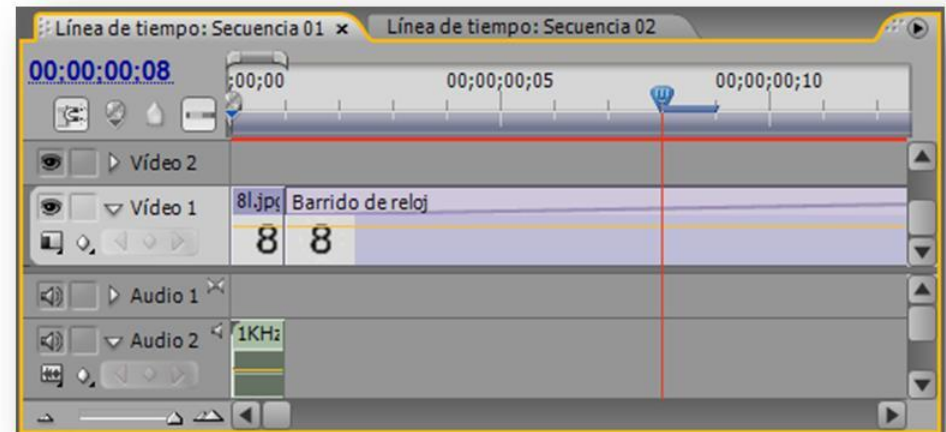 Línea de tiempo: Secuencia 01 × Línea de tiempo: Secuencia 02
00;00;00;08 ;00;00 00;00;00;05 00;00;00;10
Vídeo 2
Vídeo 1 8l.jpg Barrido de reloj
8 8
Audio 1
Audio 2 1KHz